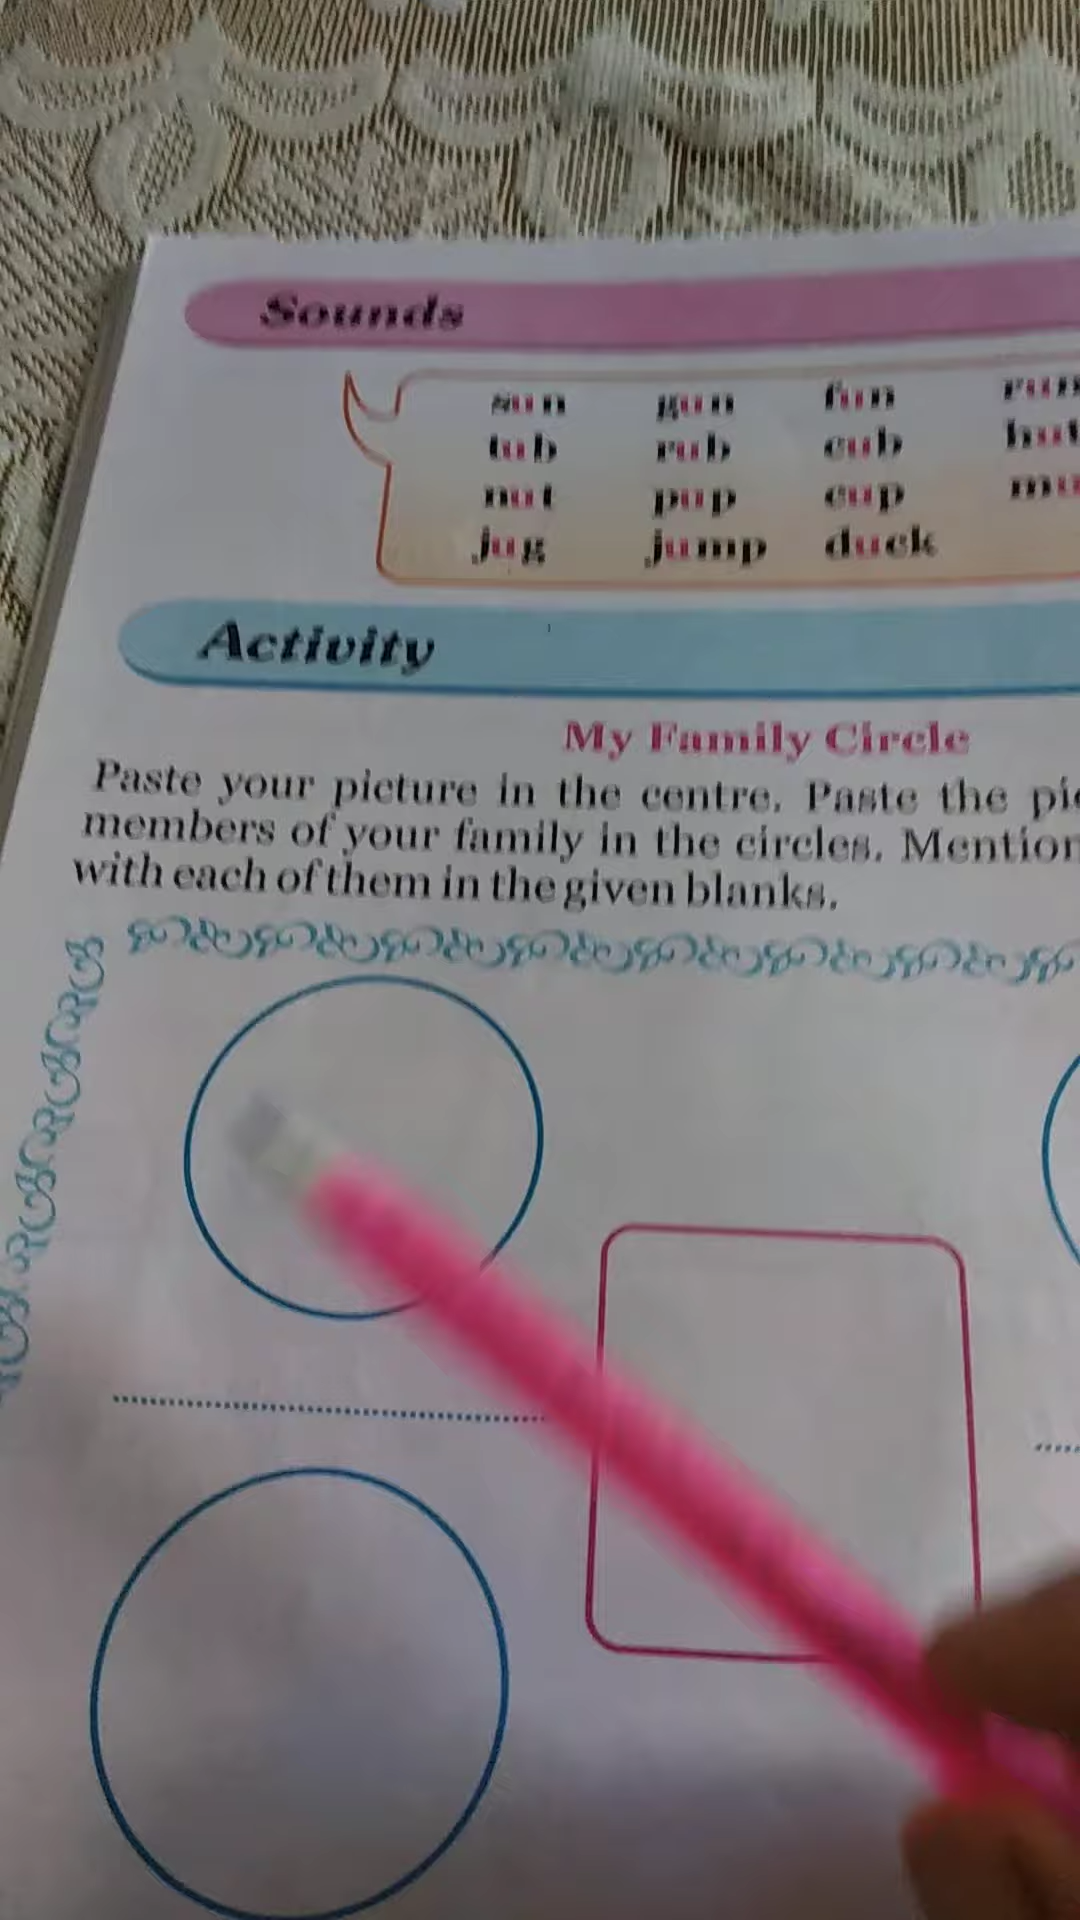 Sounds
sun gun fun run
tub rub cub
nut pup cup
jug jump duck
Activity
My Family Circle
Paste your picture in the centre. Paste the
members of your family in the circles. Mention
with each of them in the given blanks.